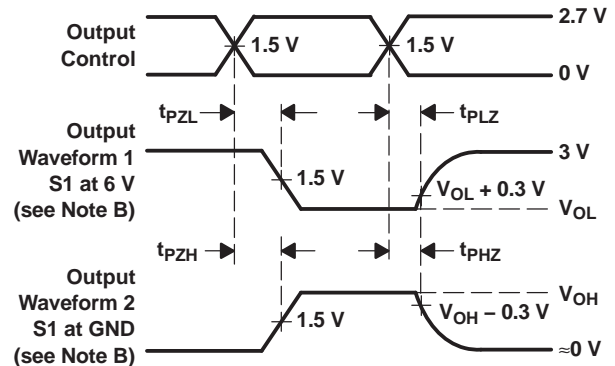 Output
Control
1.5 V
1.5 V
2.7 V
0 V
tPZL
tPLZ
Output
Waveform 1
S1 at 6 V
(see Note B)
1.5 V
3 V
VOL + 0.3 V
VOL
tPZH
tPHZ
Output
Waveform 2
S1 at GND
(see Note B)
1.5 V
VOH
VOH − 0.3 V
≈0 V